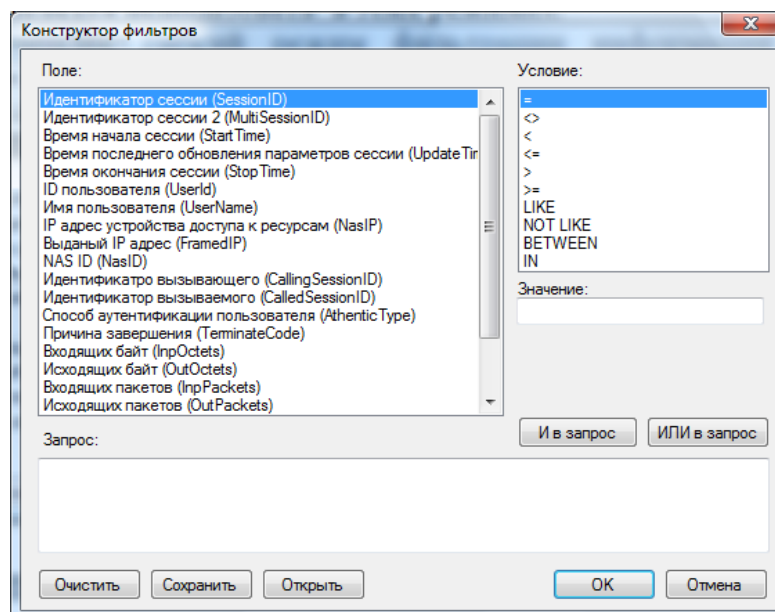 Конструктор фильтров
Поле:
Идентификатор сессии (SessionID)
Идентификатор сессии 2 (MultiSessionID)
Время начала сессии (StartTime)
Время последнего обновления параметров сессии (UpdateTim
Время окончания сессии (StopTime)
ID пользователя (UserId)
Имя пользователя (UserName)
IP адрес устройства доступа к ресурсам (NasIP)
Выданый IP адрес (FramedIP)
NAS ID (NasID)
Идентификатро вызывающего (CallingSessionID)
Идентификатор вызываемого (CalledSessionID)
Способ аутентификации пользователя (AthenticType)
Причина завершения (TerminateCode)
Входящих байт (InpOctets)
Исходящих байт (OutOctets)
Входящих пакетов (InpPackets)
Исходящих пакетов (OutPackets)
Условие:
=
<>
<
<=
>
>=
LIKE
NOT LIKE
BETWEEN
IN
Значение:
И в запрос
ИЛИ в запрос
Запрос:
Очистить
Сохранить
Открыть
OK
Отмена